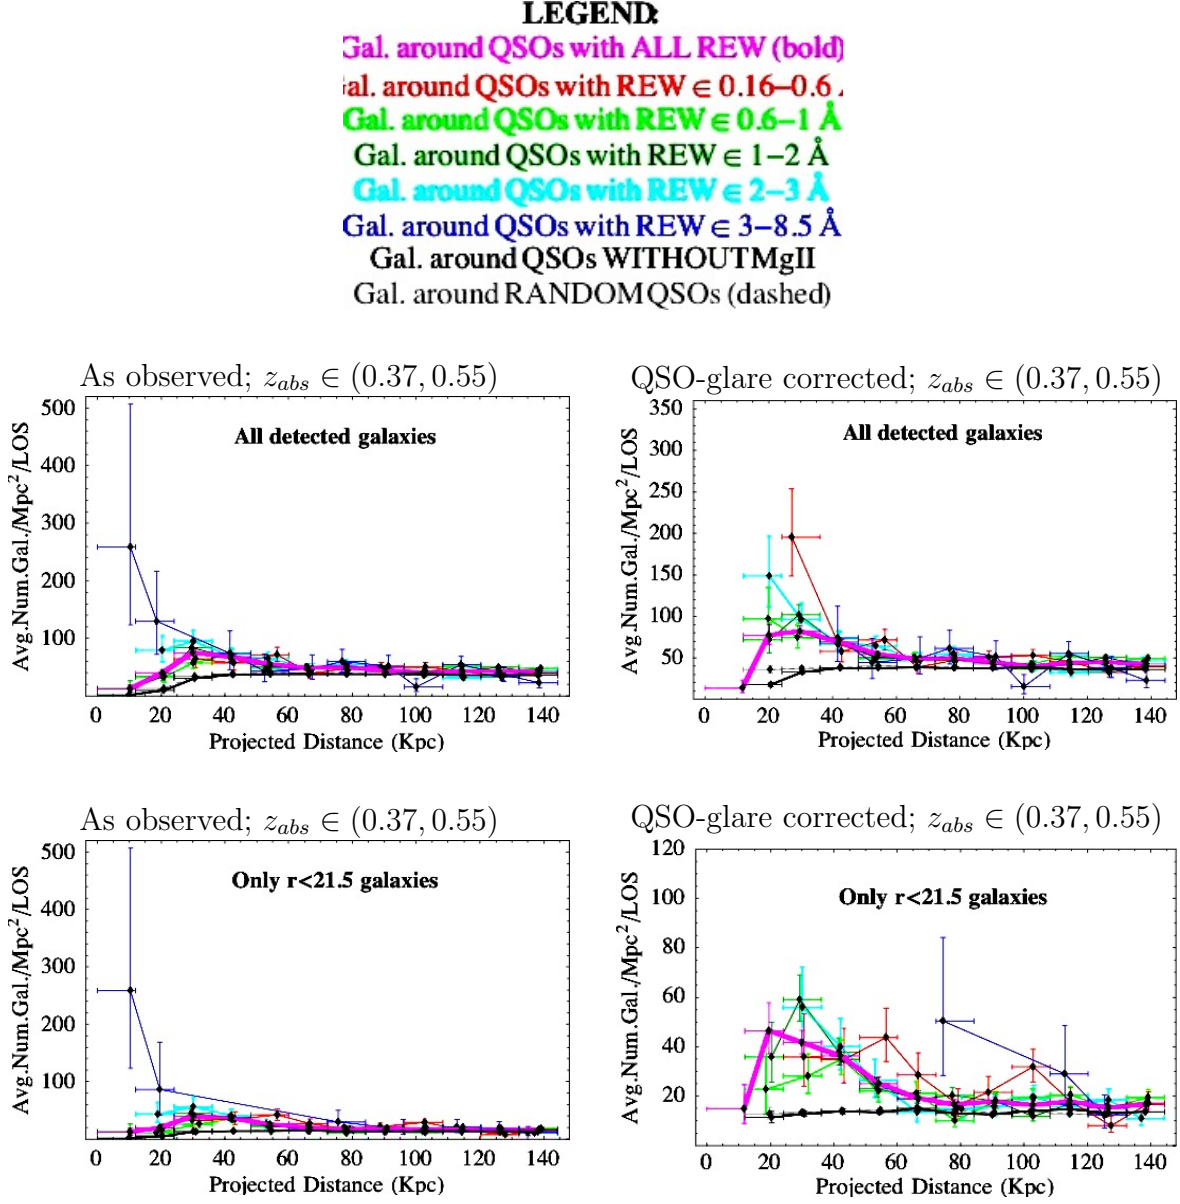 LEGEND:
Gal. around QSOs with ALL REW (bold)
Gal. around QSOs with REW ∈ 0.16−0.6
Gal. around QSOs with REW ∈ 0.6−1 Å
Gal. around QSOs with REW ∈ 1−2 Å
Gal. around QSOs with REW ∈ 2−3 Å
Gal. around QSOs with REW ∈ 3−8.5 Å
Gal. around QSOs WITHOUT MgII
Gal. around RANDOM QSOs (dashed)
As observed; z_abs ∈ (0.37, 0.55)
500
400
300
200
100
Avg.Num.Gal./Mpc²/LOS
All detected galaxies
0 20 40 60 80 100 120 140
Projected Distance (Kpc)
QSO-glare corrected; z_abs ∈ (0.37, 0.55)
350
300
250
200
150
100
50
Avg.Num.Gal./Mpc²/LOS
All detected galaxies
0 20 40 60 80 100 120 140
Projected Distance (Kpc)
As observed; z_abs ∈ (0.37, 0.55)
500
400
300
200
100
Avg.Num.Gal./Mpc²/LOS
Only r<21.5 galaxies
0 20 40 60 80 100 120 140
Projected Distance (Kpc)
QSO-glare corrected; z_abs ∈ (0.37, 0.55)
120
100
80
60
40
20
Avg.Num.Gal./Mpc²/LOS
Only r<21.5 galaxies
0 20 40 60 80 100 120 140
Projected Distance (Kpc)